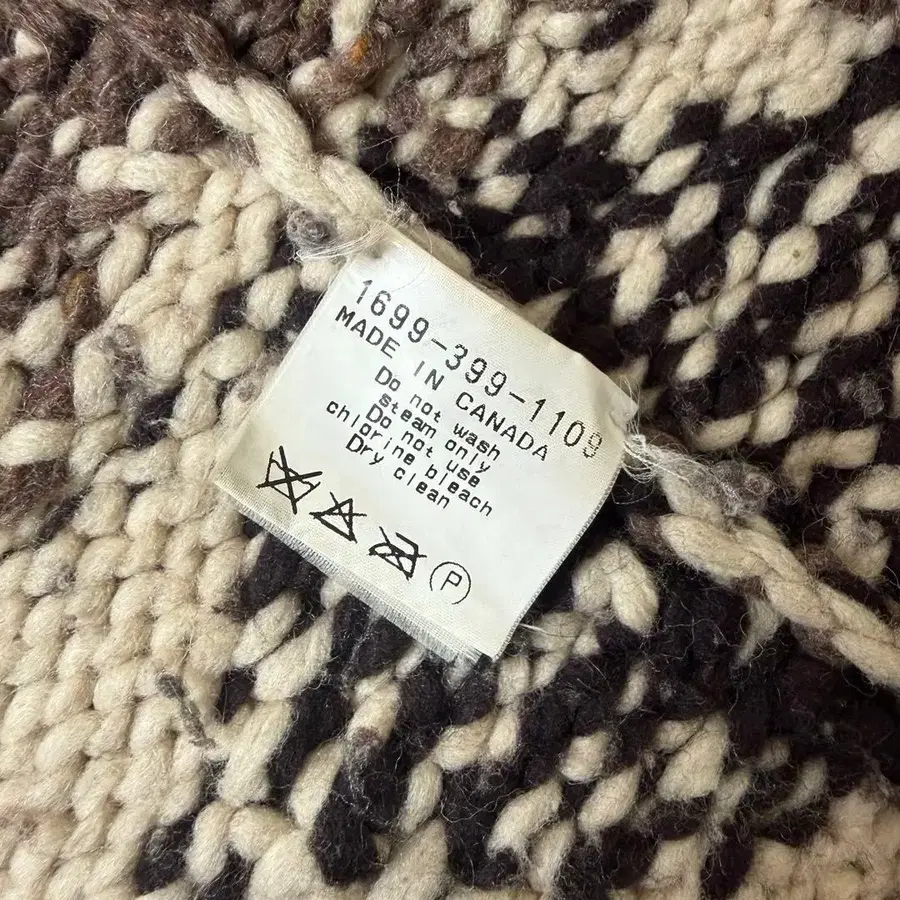 1699-399-1109
MADE IN CANADA
Do not wash
steam only
Do not use
chlorine bleach
Dry clean
P